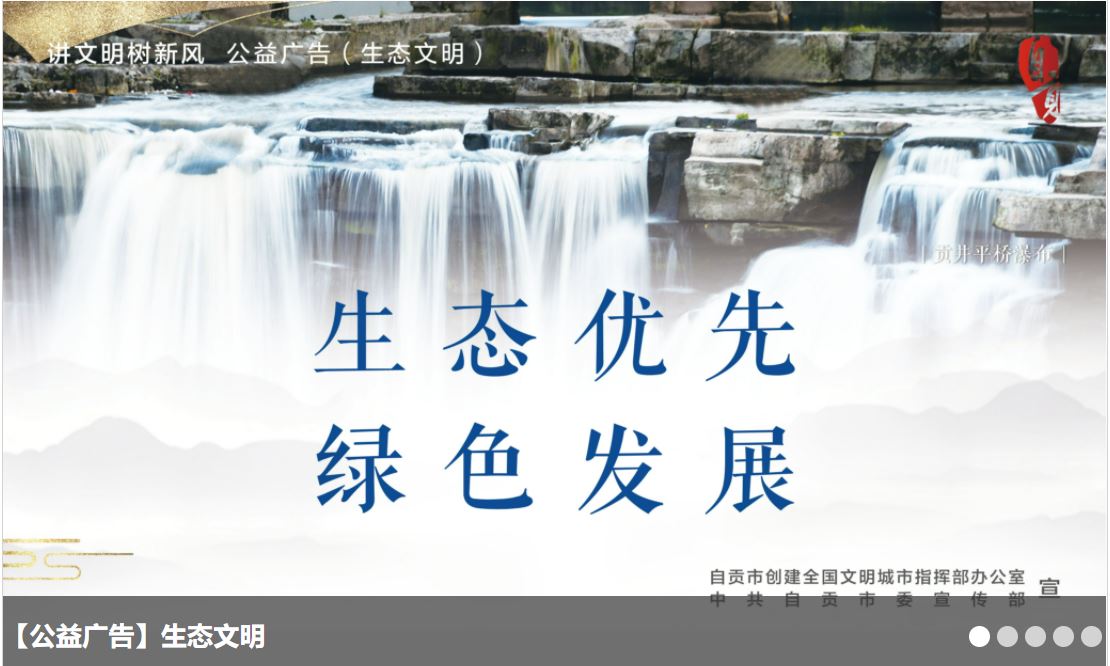 讲文明树新风 公益广告（生态文明）
自贡
｜贡井平桥瀑布｜
生态优先
绿色发展
自贡市创建全国文明城市指挥部办公室
中共自贡市委宣传部
宣
【公益广告】生态文明